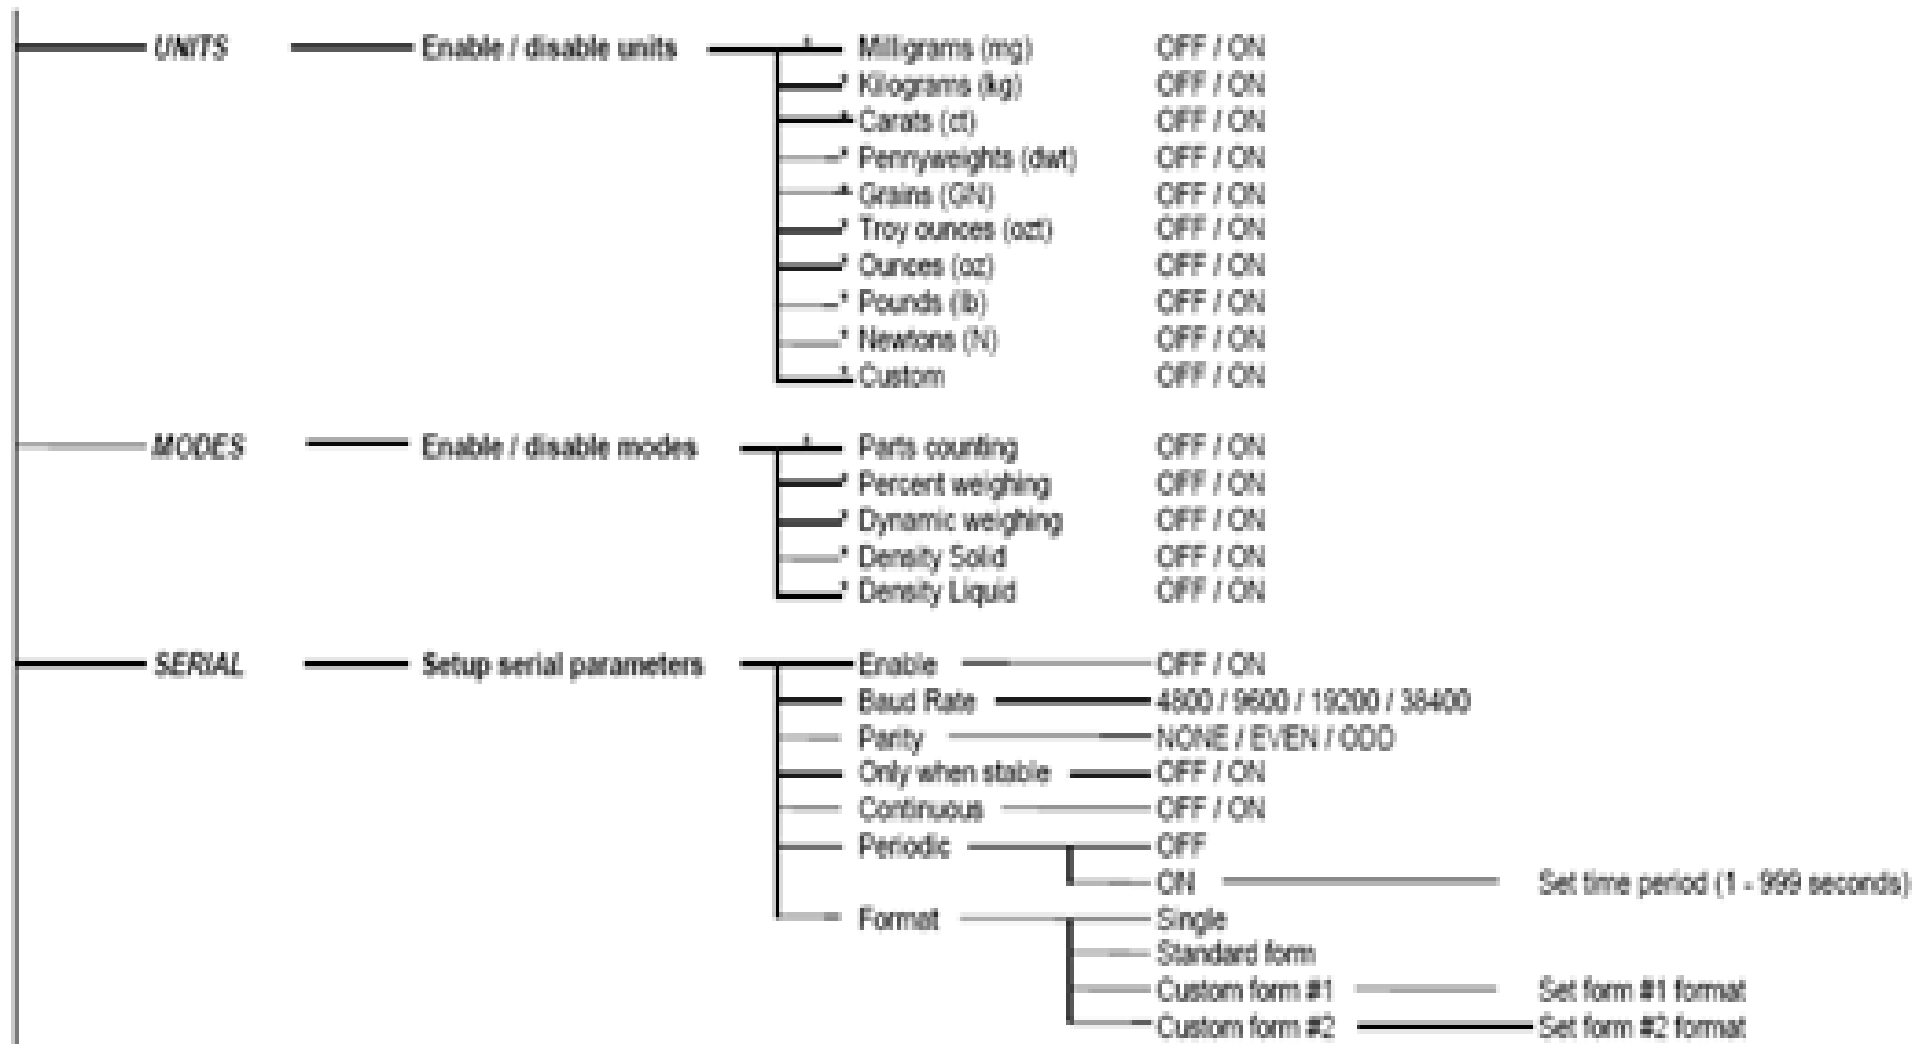 UNITS Enable / disable units * Milligrams (mg) OFF / ON
* Kilograms (kg) OFF / ON
* Carats (ct) OFF / ON
* Pennyweights (dwt) OFF / ON
* Grains (GN) OFF / ON
* Troy ounces (ozt) OFF / ON
* Ounces (oz) OFF / ON
* Pounds (lb) OFF / ON
* Newtons (N) OFF / ON
* Custom OFF / ON
MODES Enable / disable modes * Parts counting OFF / ON
* Percent weighing OFF / ON
* Dynamic weighing OFF / ON
* Density Solid OFF / ON
* Density Liquid OFF / ON
SERIAL Setup serial parameters Enable OFF / ON
Baud Rate 4800 / 9600 / 19200 / 38400
Parity NONE / EVEN / ODD
Only when stable OFF / ON
Continuous OFF / ON
Periodic OFF
ON Set time period (1 - 999 seconds)
Format Single
Standard form
Custom form #1 Set form #1 format
Custom form #2 Set form #2 format